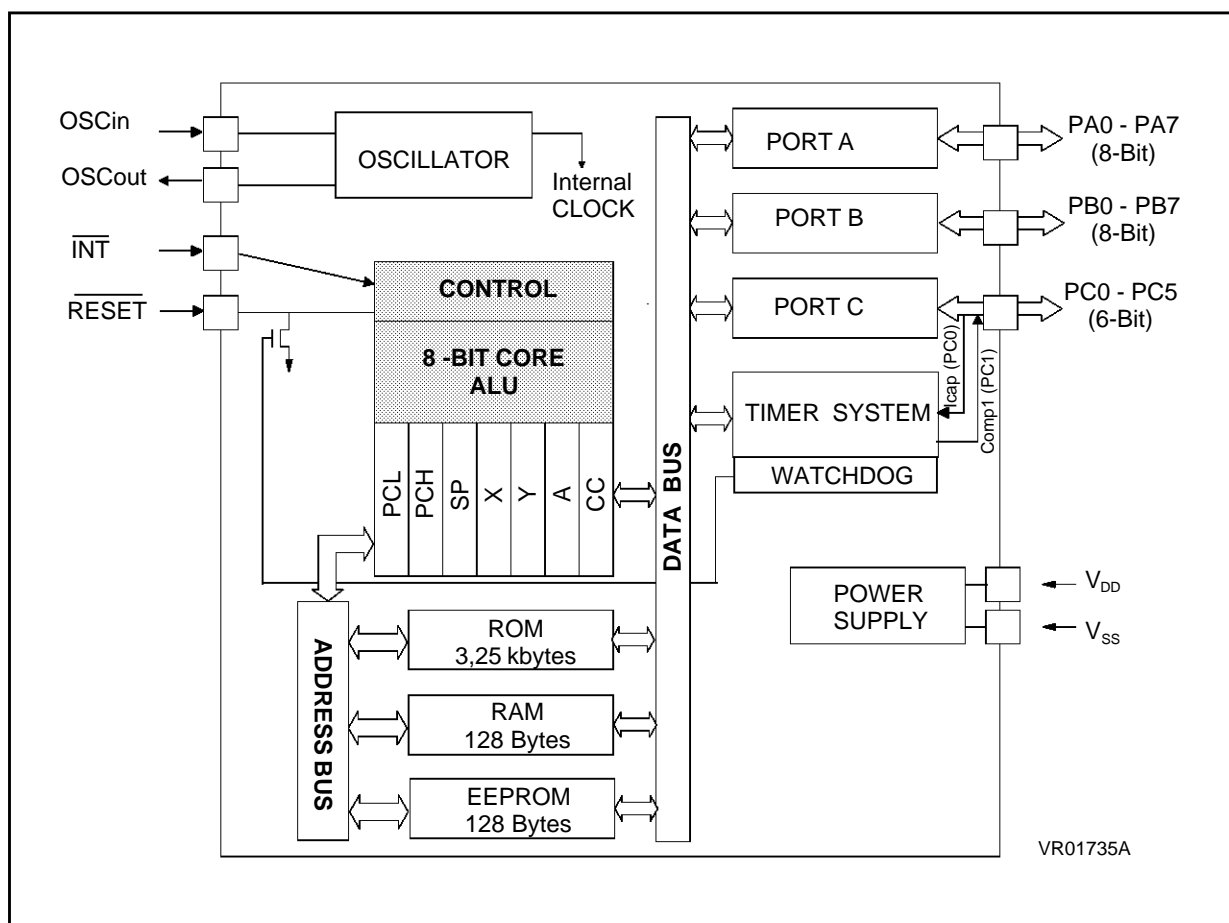 OSCin
OSCout
INT
RESET
OSCILLATOR
Internal
CLOCK
CONTROL
8 -BIT CORE
ALU
PCL
PCH
SP
X
Y
A
CC
ADDRESS BUS
ROM
3,25 kbytes
RAM
128 Bytes
EEPROM
128 Bytes
DATA BUS
PORT A
PORT B
PORT C
TIMER SYSTEM
WATCHDOG
Icap (PC0)
Comp1 (PC1)
PA0 - PA7
(8-Bit)
PB0 - PB7
(8-Bit)
PC0 - PC5
(6-Bit)
POWER
SUPPLY
VDD
VSS
VR01735A